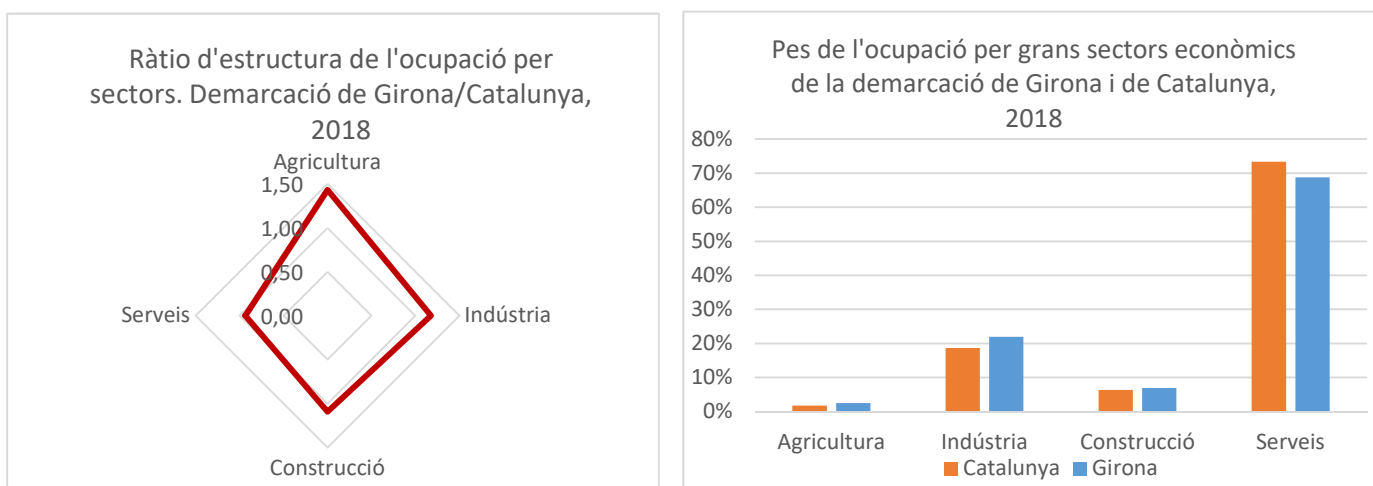 Ràtio d'estructura de l'ocupació per
sectors. Demarcació de Girona/Catalunya,
2018
Agricultura
1,50
1,00
0,50
0,00
Serveis
Indústria
Construcció
Pes de l'ocupació per grans sectors econòmics
de la demarcació de Girona i de Catalunya,
2018
80%
70%
60%
50%
40%
30%
20%
10%
0%
Agricultura
Indústria
Construcció
Serveis
Catalunya
Girona